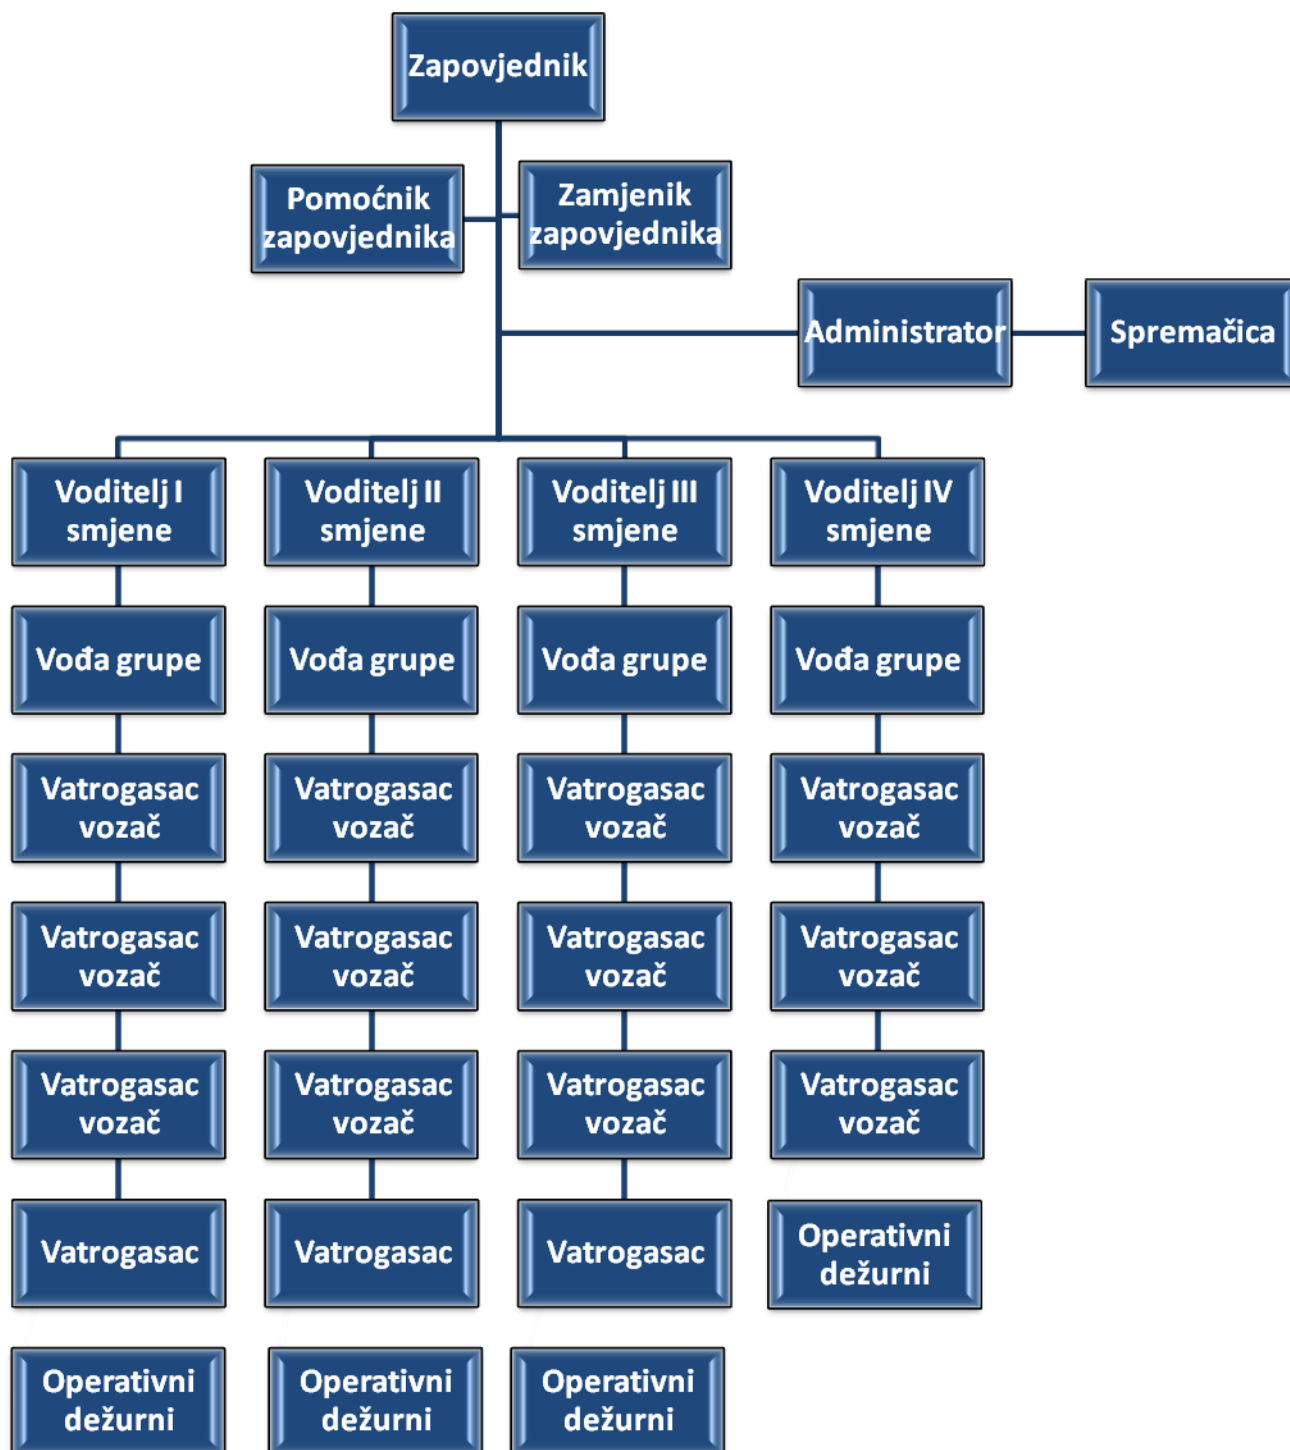 Zapovjednik
Pomoćnik
zapovjednika
Zamjenik
zapovjednika
Administrator
Spremačica
Voditelj I
smjene
Voditelj II
smjene
Voditelj III
smjene
Voditelj IV
smjene
Vođa grupe
Vođa grupe
Vođa grupe
Vođa grupe
Vatrogasac
vozač
Vatrogasac
vozač
Vatrogasac
vozač
Vatrogasac
vozač
Vatrogasac
vozač
Vatrogasac
vozač
Vatrogasac
vozač
Vatrogasac
vozač
Vatrogasac
vozač
Vatrogasac
vozač
Vatrogasac
vozač
Vatrogasac
vozač
Vatrogasac
Vatrogasac
Vatrogasac
Operativni
dežurni
Operativni
dežurni
Operativni
dežurni
Operativni
dežurni